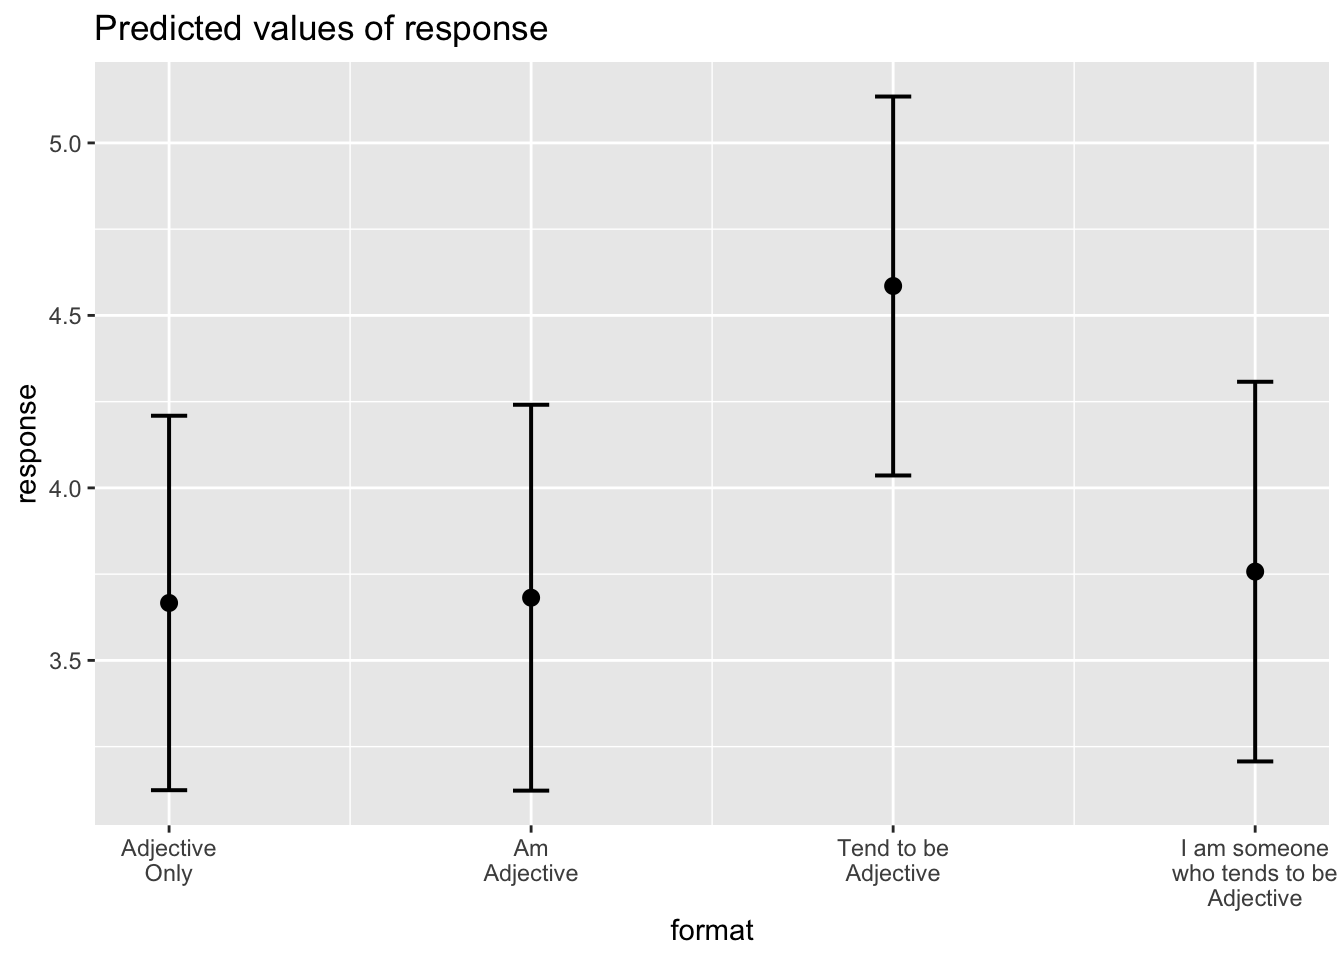 Predicted values of response
response
5.0
4.5
4.0
3.5
Adjective
Only
Am
Adjective
Tend to be
Adjective
I am someone
who tends to be
Adjective
format